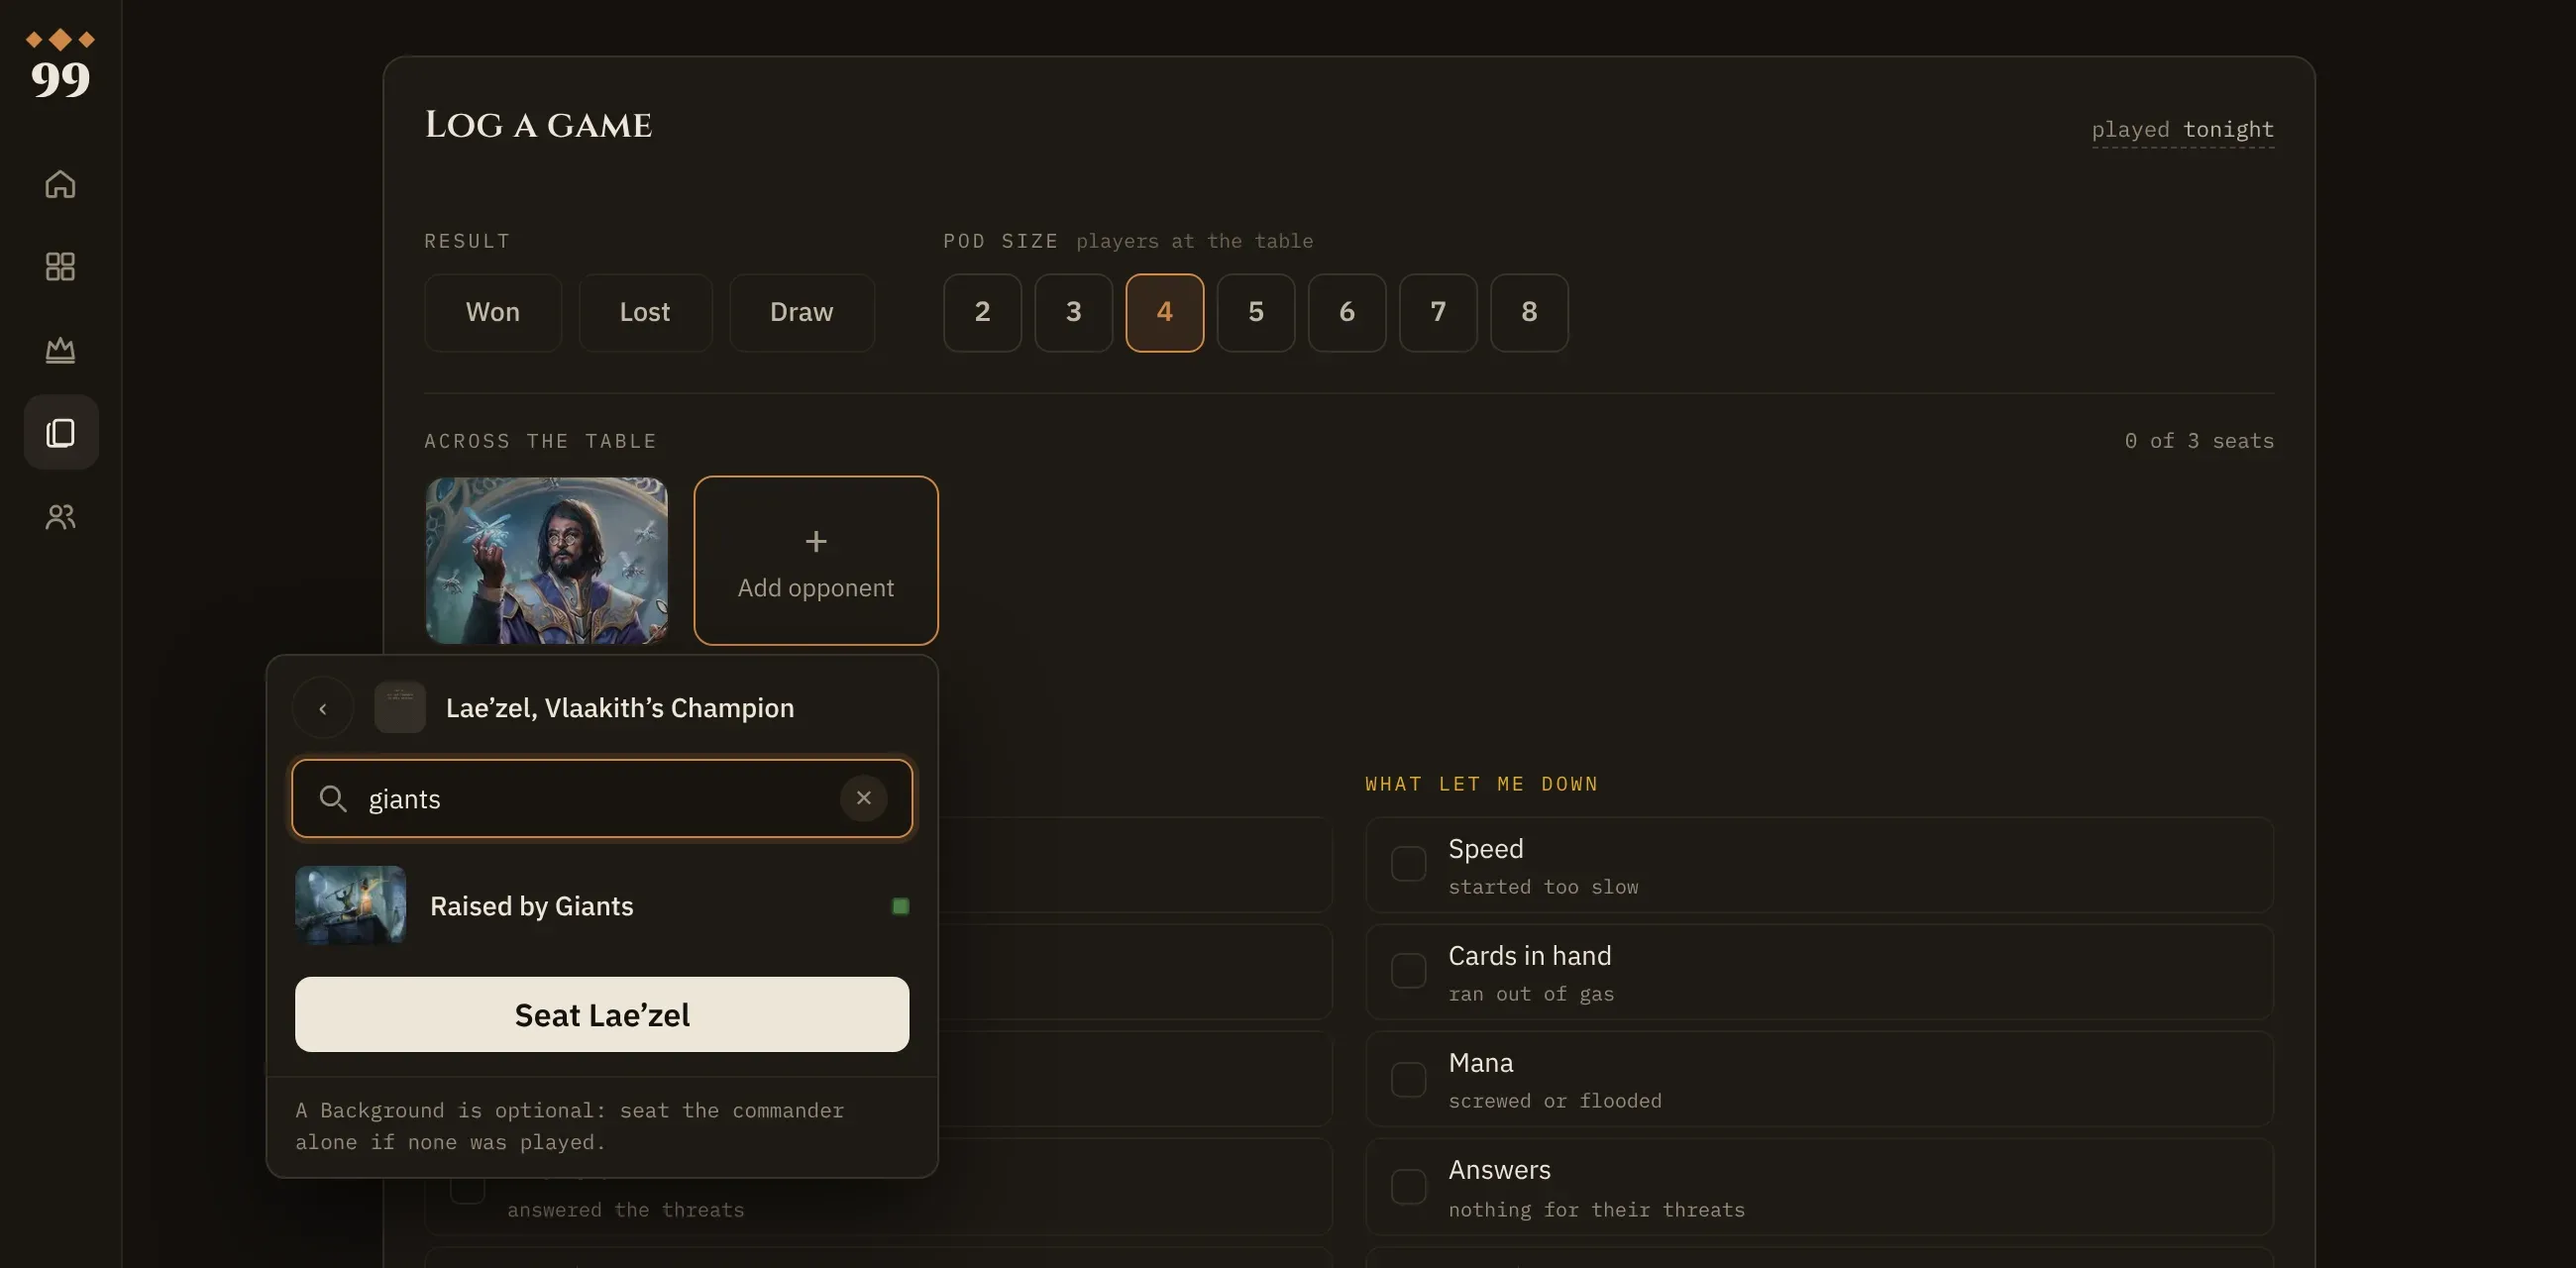 99
Log a game
played tonight
RESULT
POD SIZE players at the table
Won
Lost
Draw
2
3
4
5
6
7
8
ACROSS THE TABLE
0 of 3 seats
+
Add opponent
Lae’zel, Vlaakith’s Champion
giants
Raised by Giants
Seat Lae’zel
A Background is optional: seat the commander
alone if none was played.
answered the threats
WHAT LET ME DOWN
Speed
started too slow
Cards in hand
ran out of gas
Mana
screwed or flooded
Answers
nothing for their threats